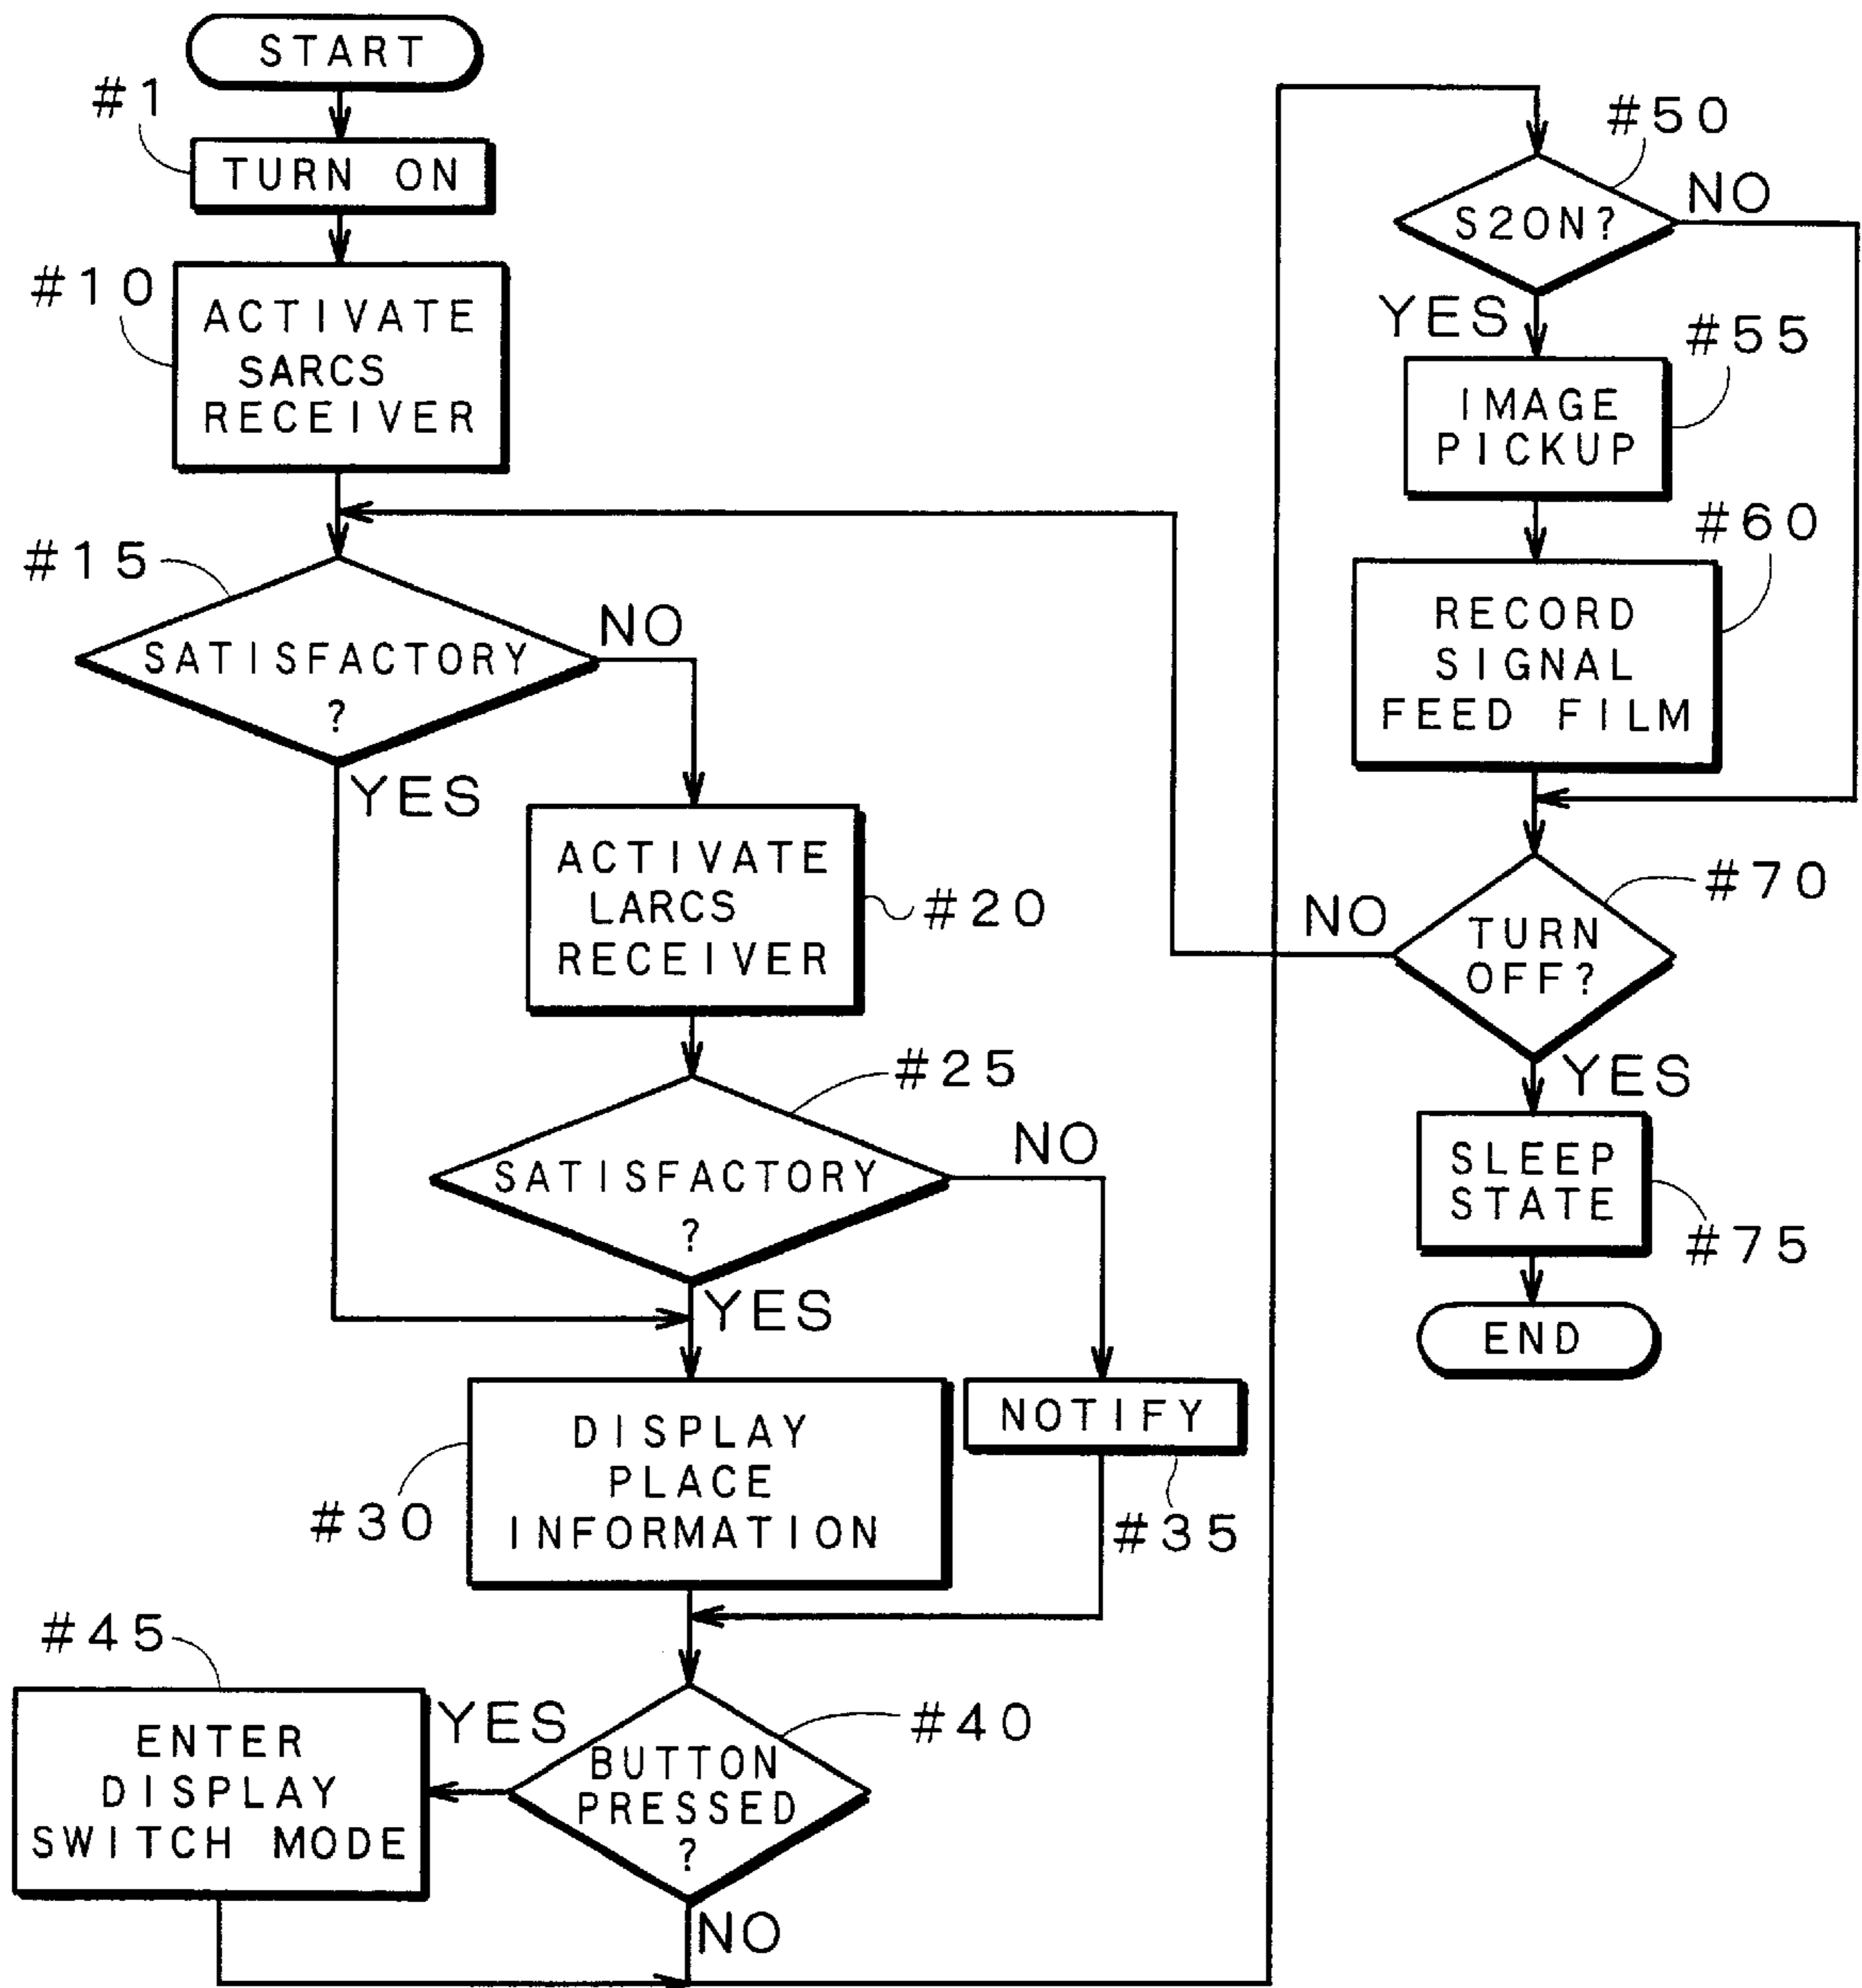 START
#1
TURN ON
#10
ACTIVATE
SARCS
RECEIVER
#15
SATISFACTORY
?
NO
YES
ACTIVATE
LARCS
RECEIVER
#20
#25
SATISFACTORY
?
NO
YES
DISPLAY
PLACE
INFORMATION
#30
NOTIFY
#35
#40
BUTTON
PRESSED
?
YES
NO
#45
ENTER
DISPLAY
SWITCH MODE
#50
S2ON?
NO
YES
#55
IMAGE
PICKUP
#60
RECORD
SIGNAL
FEED FILM
#70
TURN
OFF?
NO
YES
SLEEP
STATE
#75
END